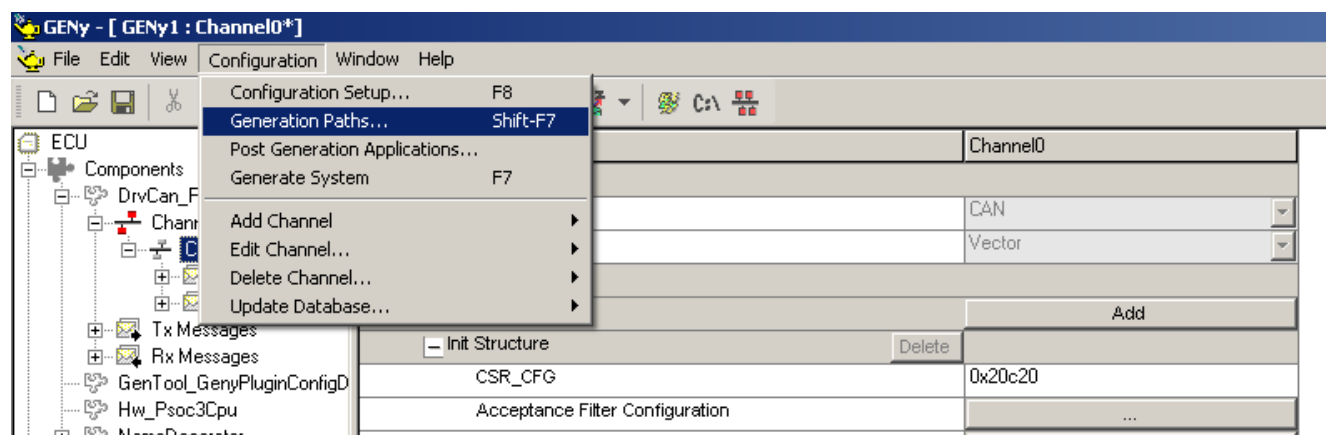 GENy - [ GENy1 : Channel0*]
File Edit View Configuration Window Help
Configuration Setup... F8
Generation Paths... Shift-F7
Post Generation Applications...
Generate System F7
Add Channel
Edit Channel...
Delete Channel...
Update Database...
C:\
ECU
Components
DrvCan_F
Chann
C
Tx Messages
Rx Messages
GenTool_GenyPluginConfigD
Hw_Psoc3Cpu
Channel0
CAN
Vector
Add
Init Structure Delete
CSR_CFG 0x20c20
Acceptance Filter Configuration ...